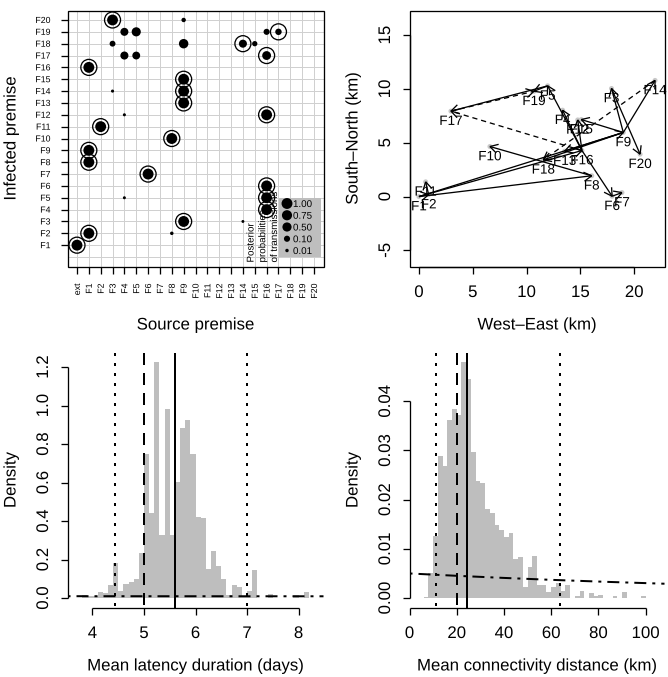 Infected premise
F20
F19
F18
F17
F16
F15
F14
F13
F12
F11
F10
F9
F8
F7
F6
F5
F4
F3
F2
F1
Posterior
probabilities
of transmissions
1.00
0.75
0.50
0.10
0.01
ext F1 F2 F3 F4 F5 F6 F7 F8 F9 F10 F11 F12 F13 F14 F15 F16 F17 F18 F19 F20
Source premise
South–North (km)
15
10
5
0
-5
F17
F19
F5
F3
F14
F9
F20
F16
F13
F18
F10
F8
F6
F7
F1
F2
0 5 10 15 20
West–East (km)
Density
1.2
1.0
0.8
0.6
0.4
0.2
0.0
4 5 6 7 8
Mean latency duration (days)
Density
0.04
0.03
0.02
0.01
0.00
0 20 40 60 80 100
Mean connectivity distance (km)